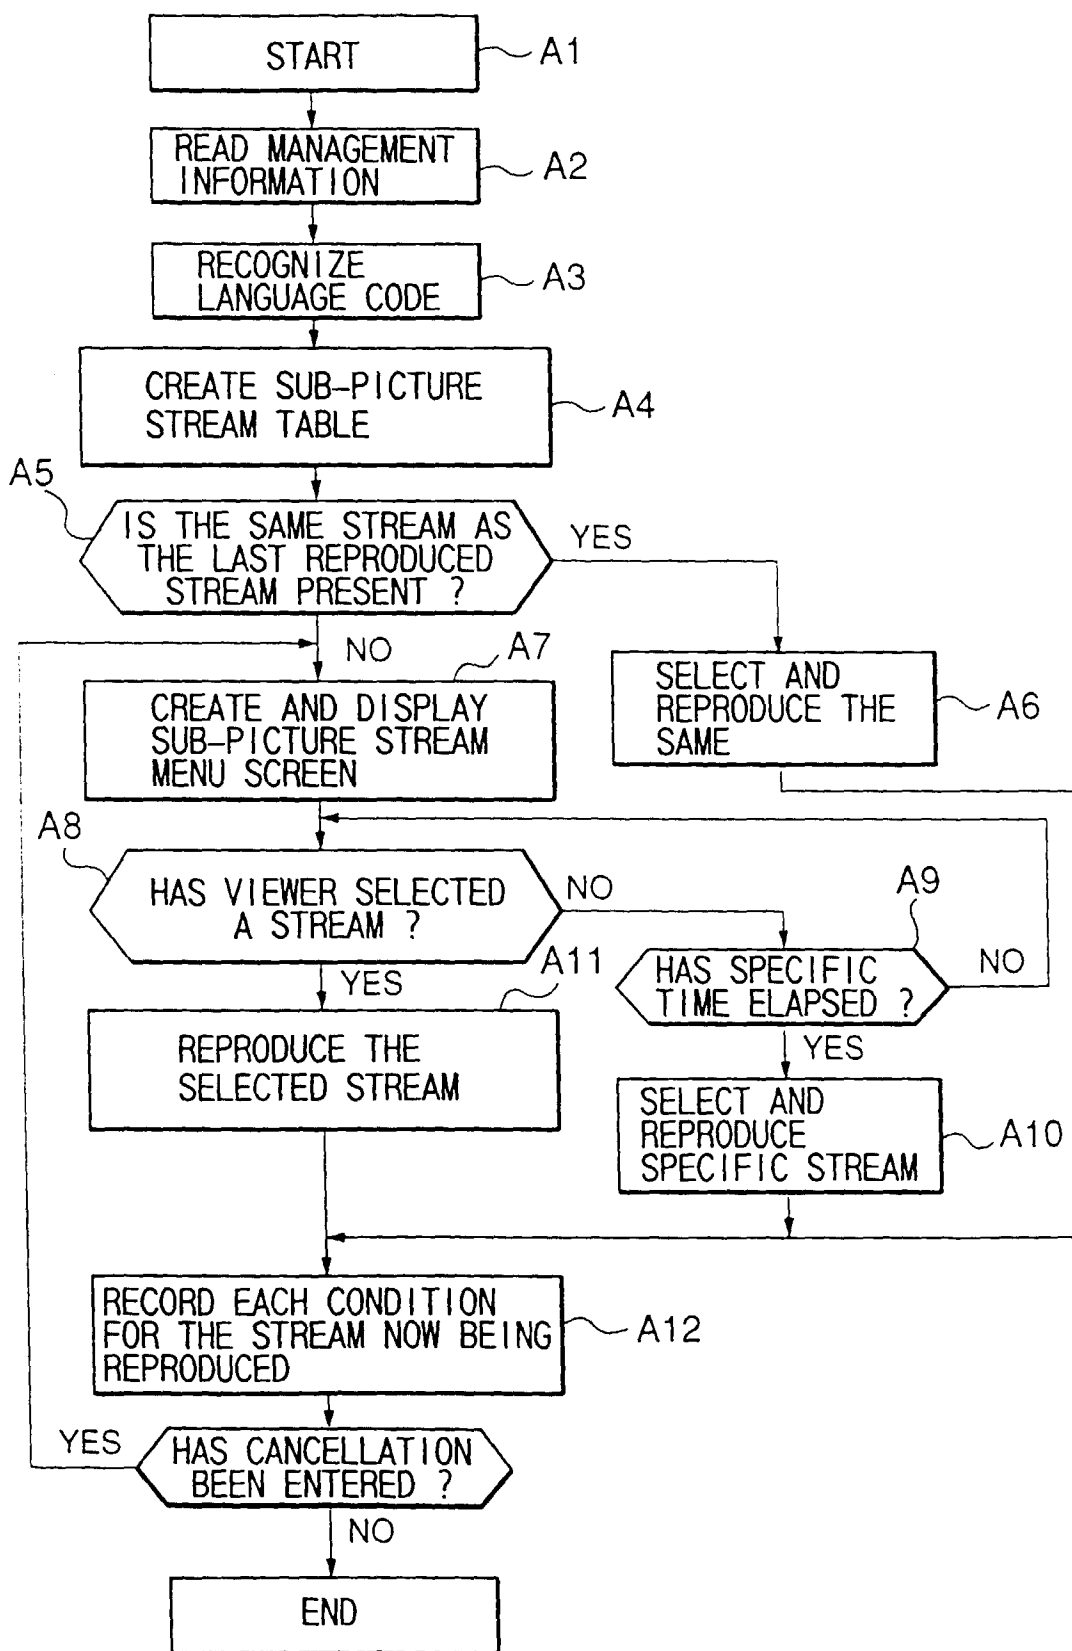 START
A1
READ MANAGEMENT
INFORMATION
A2
RECOGNIZE
LANGUAGE CODE
A3
CREATE SUB-PICTURE
STREAM TABLE
A4
A5
IS THE SAME STREAM AS
THE LAST REPRODUCED
STREAM PRESENT ?
YES
NO
SELECT AND
REPRODUCE THE
SAME
A6
A7
CREATE AND DISPLAY
SUB-PICTURE STREAM
MENU SCREEN
A8
HAS VIEWER SELECTED
A STREAM ?
NO
YES
A9
HAS SPECIFIC
TIME ELAPSED ?
NO
YES
A11
REPRODUCE THE
SELECTED STREAM
SELECT AND
REPRODUCE
SPECIFIC STREAM
A10
RECORD EACH CONDITION
FOR THE STREAM NOW BEING
REPRODUCED
A12
HAS CANCELLATION
BEEN ENTERED ?
YES
NO
END